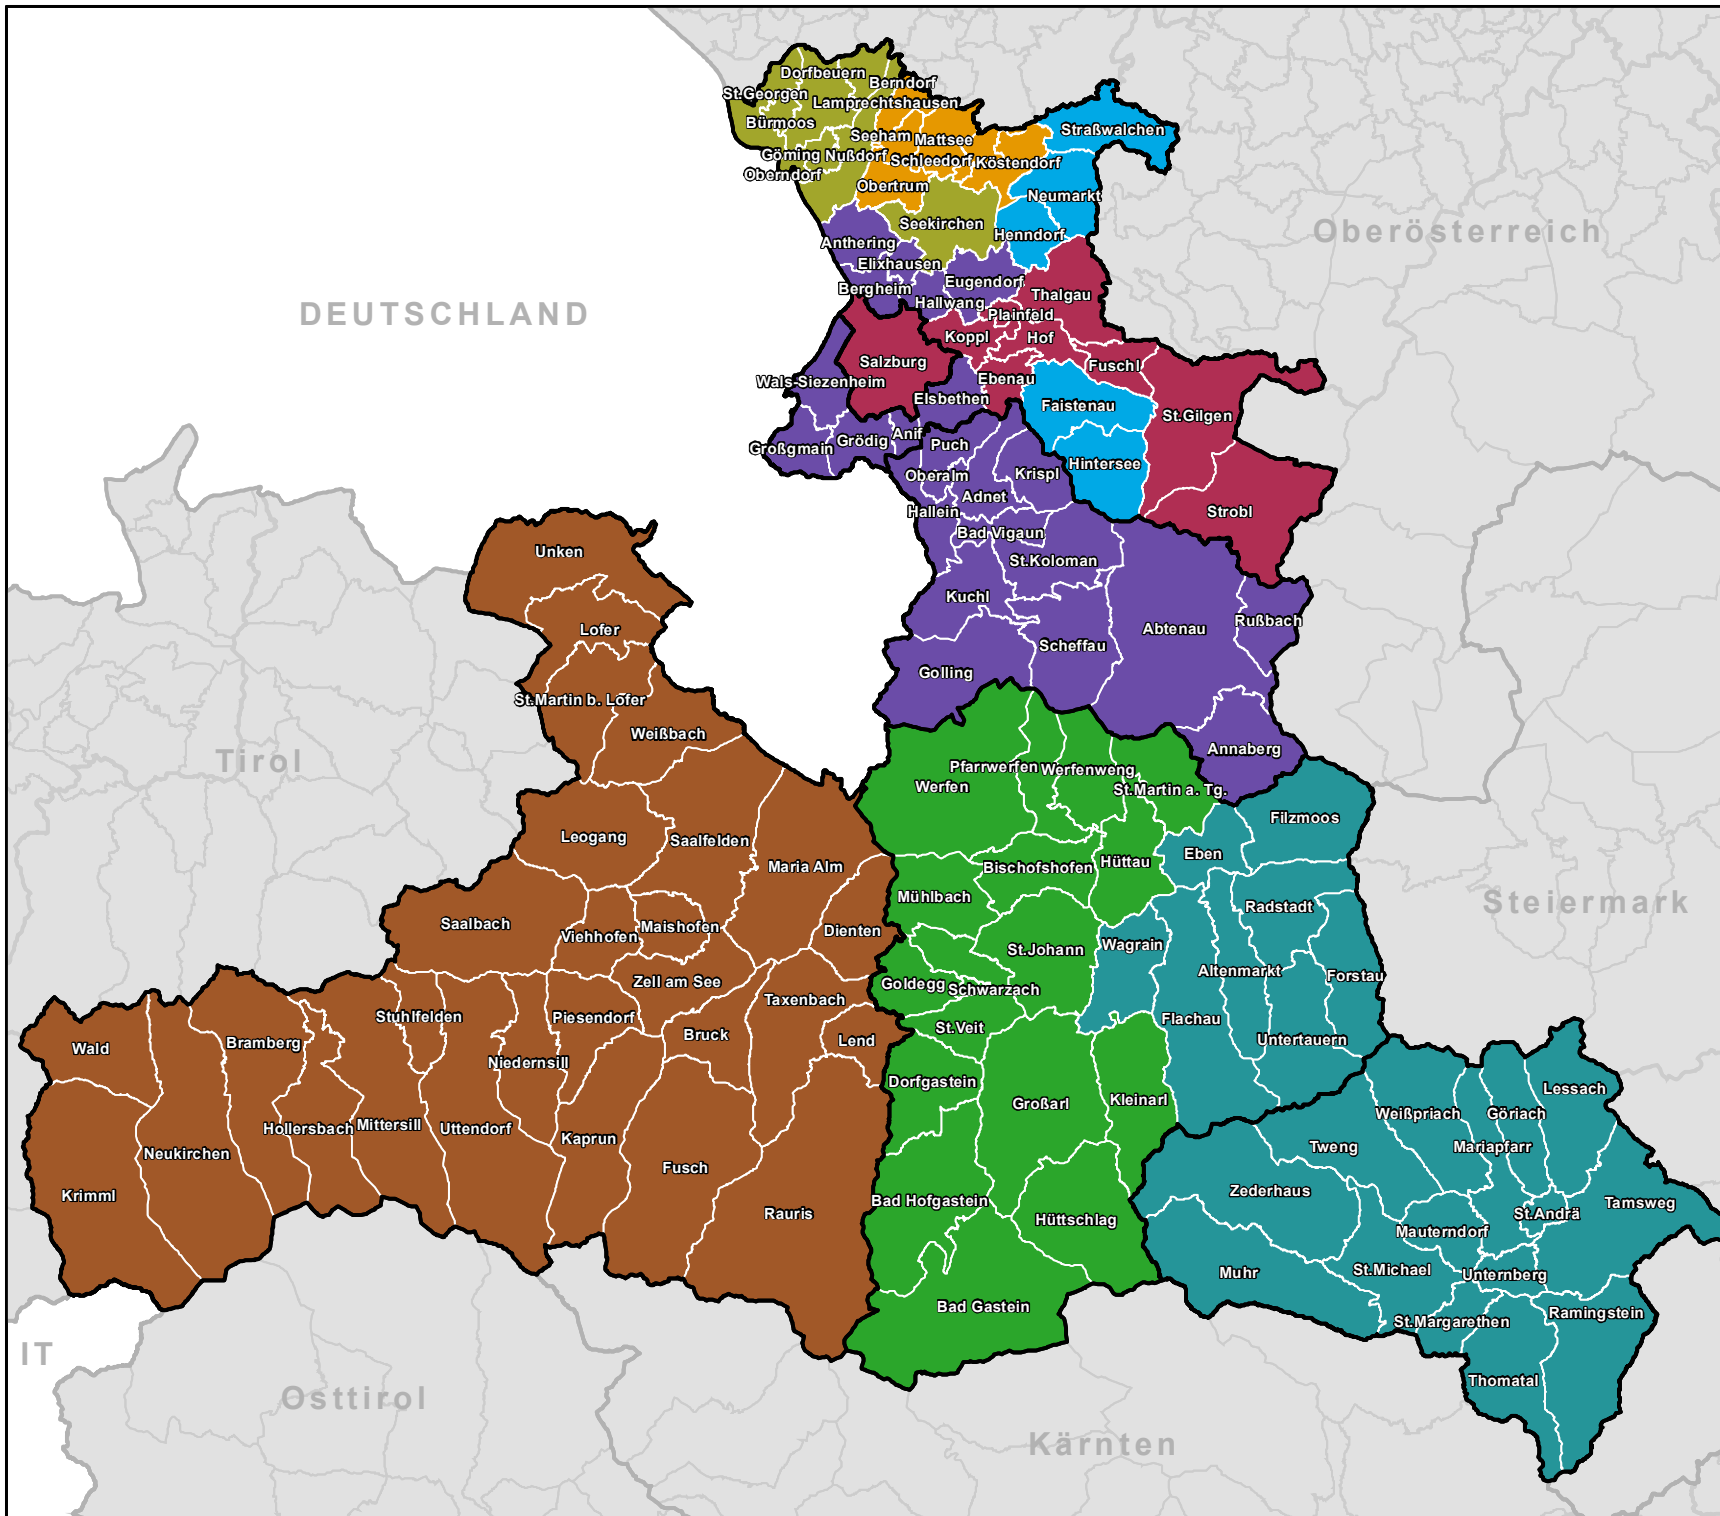 Dorfbeuern
Berndorf
St.Georgen
Lamprechtshausen
Bürmoos
Straßwalchen
Seeham
Mattsee
Göming
Nußdorf
Schleedorf
Köstendorf
Oberndorf
Obertrum
Neumarkt
Seekirchen
Oberösterreich
Henndorf
Anthering
Elixhausen
Eugendorf
Bergheim
Thalgau
Hallwang
DEUTSCHLAND
Plainfeld
Koppl
Hof
Salzburg
Fuschl
Wals-Siezenheim
Ebenau
Elsbethen
Faistenau
St.Gilgen
Anif
Grödig
Puch
Großgmain
Hintersee
Oberalm
Krispl
Adnet
Hallein
Strobl
Bad Vigaun
Unken
St.Koloman
Kuchl
Rußbach
Lofer
Abtenau
Scheffau
Golling
St.Martin b. Lofer
Weißbach
Annaberg
Tirol
Pfarrwerfen
Werfenweng
Werfen
St.Martin a. Tg.
Filzmoos
Leogang
Saalfelden
Eben
Maria Alm
Bischofshofen
Hüttau
Mühlbach
Steiermark
Radstadt
Saalbach
Maishofen
Dienten
Viehhofen
Wagrain
St.Johann
Altenmarkt
Forstau
Zell am See
Goldegg
Schwarzach
Taxenbach
Stuhlfelden
Piesendorf
Flachau
St.Veit
Bruck
Lend
Untertauern
Bramberg
Wald
Niedernsill
Dorfgastein
Lessach
Kleinarl
Großarl
Weißpriach
Göriach
Hollersbach
Mittersill
Uttendorf
Kaprun
Tweng
Mariapfarr
Neukirchen
Fusch
Zederhaus
Krimml
Bad Hofgastein
Tamsweg
Rauris
St.Andrä
Hüttschlag
Mauterndorf
Muhr
St.Michael
Unternberg
Bad Gastein
Ramingstein
St.Margarethen
IT
Thomatal
Osttirol
Kärnten